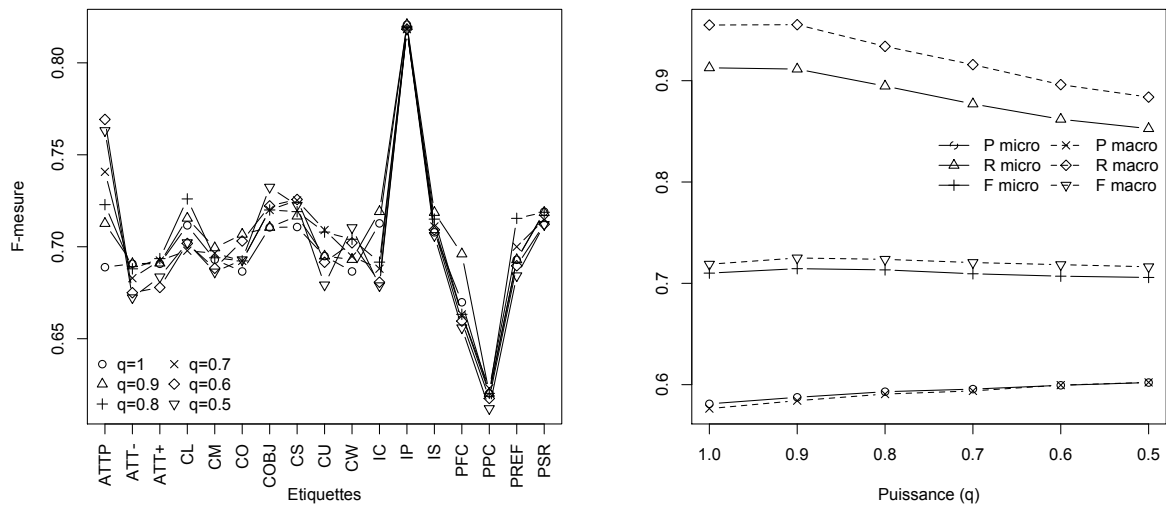 0.80
0.75
0.70
0.65
F-mesure
q=1
q=0.9
q=0.8
q=0.7
q=0.6
q=0.5
ATTP
ATT-
ATT+
CL
CM
CO
COBJ
CS
CU
CW
IC
IP
IS
PFC
PPC
PREF
PSR
Etiquettes
0.9
0.8
0.7
0.6
P micro
R micro
F micro
P macro
R macro
F macro
1.0 0.9 0.8 0.7 0.6 0.5
Puissance (q)